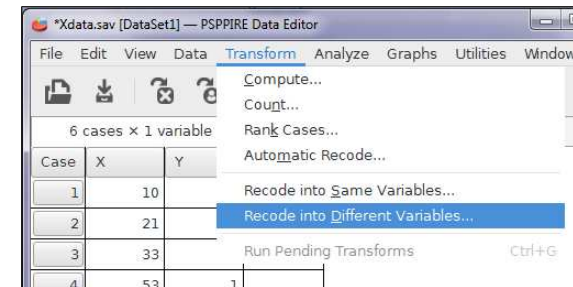 *Xdata.sav [DataSet1] — PSPPIRE Data Editor
File Edit View Data Transform Analyze Graphs Utilities Window
Compute...
Count...
6 cases × 1 variable
Rank Cases...
Automatic Recode...
Case X Y
1 10
Recode into Same Variables...
2 21
Recode into Different Variables...
3 33
Run Pending Transforms Ctrl+G
4 53 1